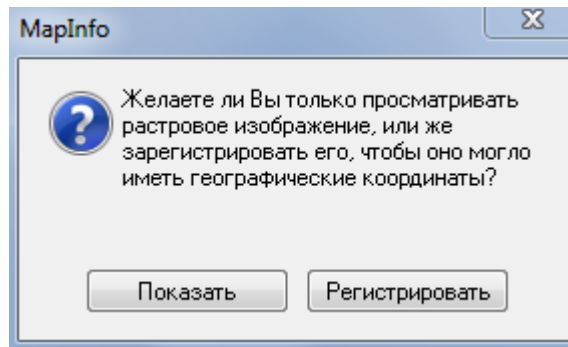 MapInfo
Желаете ли Вы только просматривать
растровое изображение, или же
зарегистрировать его, чтобы оно могло
иметь географические координаты?
Показать
Регистрировать